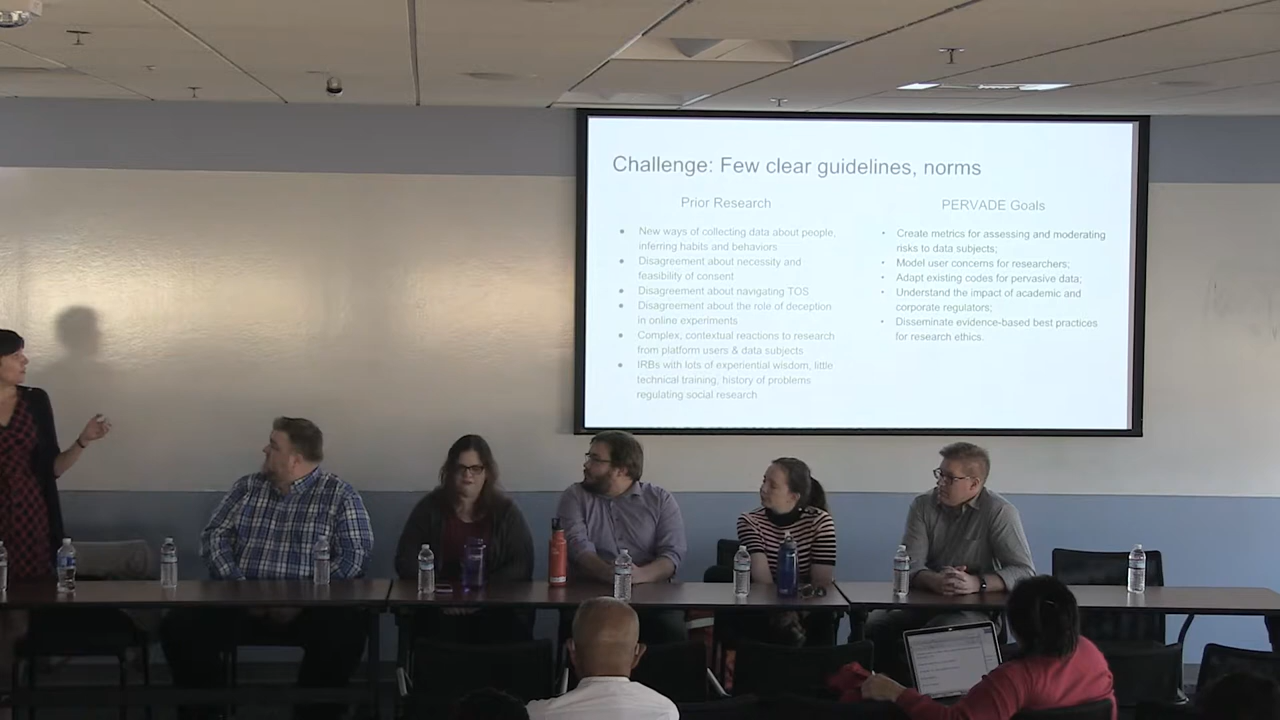 Challenge: Few clear guidelines, norms
Prior Research
• New ways of collecting data about people,
inferring habits and behaviors
• Disagreement about necessity and
feasibility of consent
• Disagreement about navigating TOS
• Disagreement about the role of deception
in online experiments
• Complex, contextual reactions to research
from platform users & data subjects
• IRBs with lots of experiential wisdom, little
technical training, history of problems
regulating social research
PERVADE Goals
• Create metrics for assessing and moderating
risks to data subjects;
• Model user concerns for researchers;
• Adapt existing codes for pervasive data;
• Understand the impact of academic and
corporate regulators;
• Disseminate evidence-based best practices
for research ethics.